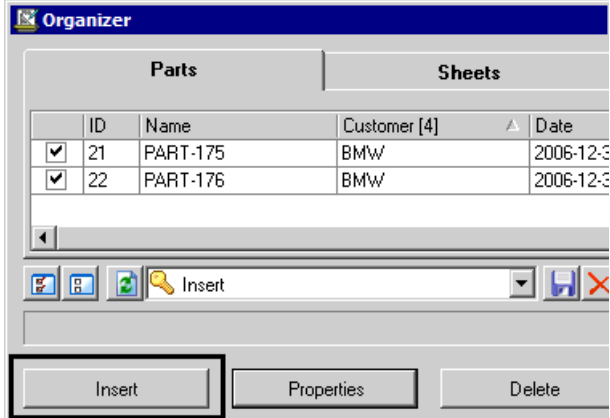 Organizer
Parts Sheets
ID Name Customer [4] Date
21 PART-175 BMW 2006-12-3
22 PART-176 BMW 2006-12-3
Insert
Insert Properties Delete